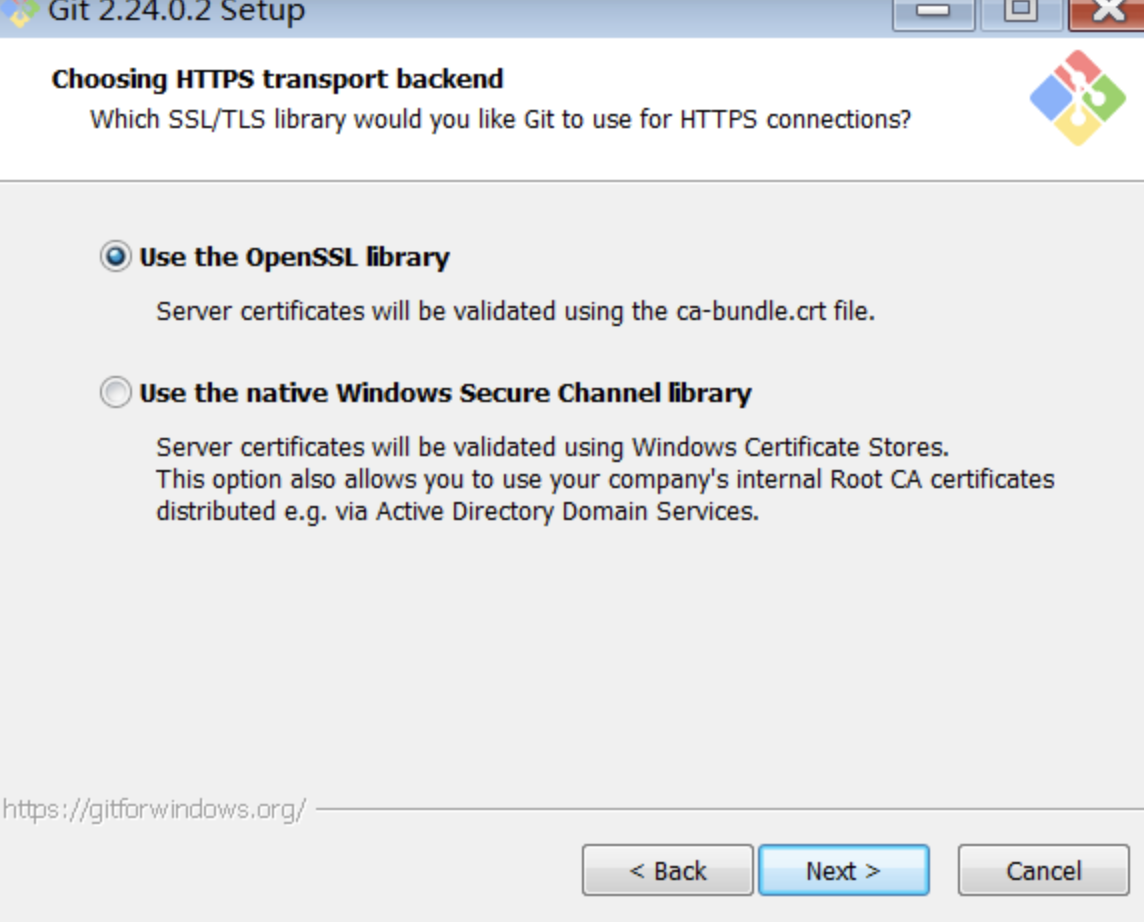 Git 2.24.0.2 Setup
Choosing HTTPS transport backend
Which SSL/TLS library would you like Git to use for HTTPS connections?
Use the OpenSSL library
Server certificates will be validated using the ca-bundle.crt file.
Use the native Windows Secure Channel library
Server certificates will be validated using Windows Certificate Stores.
This option also allows you to use your company's internal Root CA certificates
distributed e.g. via Active Directory Domain Services.
https://gitforwindows.org/
< Back
Next >
Cancel